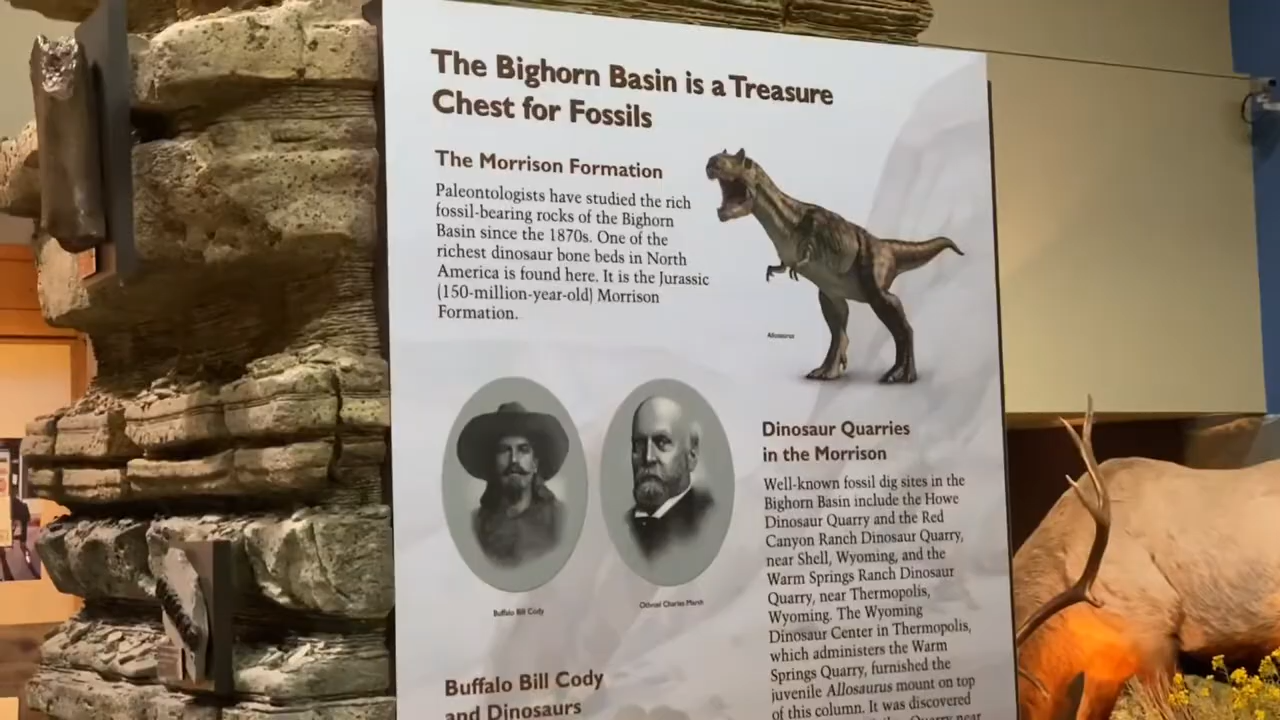 The Bighorn Basin is a Treasure
Chest for Fossils
The Morrison Formation
Paleontologists have studied the rich
fossil-bearing rocks of the Bighorn
Basin since the 1870s. One of the
richest dinosaur bone beds in North
America is found here. It is the Jurassic
(150-million-year-old) Morrison
Formation.
Allosaurus
Buffalo Bill Cody
Othniel Charles Marsh
Buffalo Bill Cody
and Dinosaurs
Dinosaur Quarries
in the Morrison
Well-known fossil dig sites in the
Bighorn Basin include the Howe
Dinosaur Quarry and the Red
Canyon Ranch Dinosaur Quarry,
near Shell, Wyoming, and the
Warm Springs Ranch Dinosaur
Quarry, near Thermopolis,
Wyoming. The Wyoming
Dinosaur Center in Thermopolis,
which administers the Warm
Springs Quarry, furnished the
juvenile Allosaurus mount on top
of this column. It was discovered
Quarry near